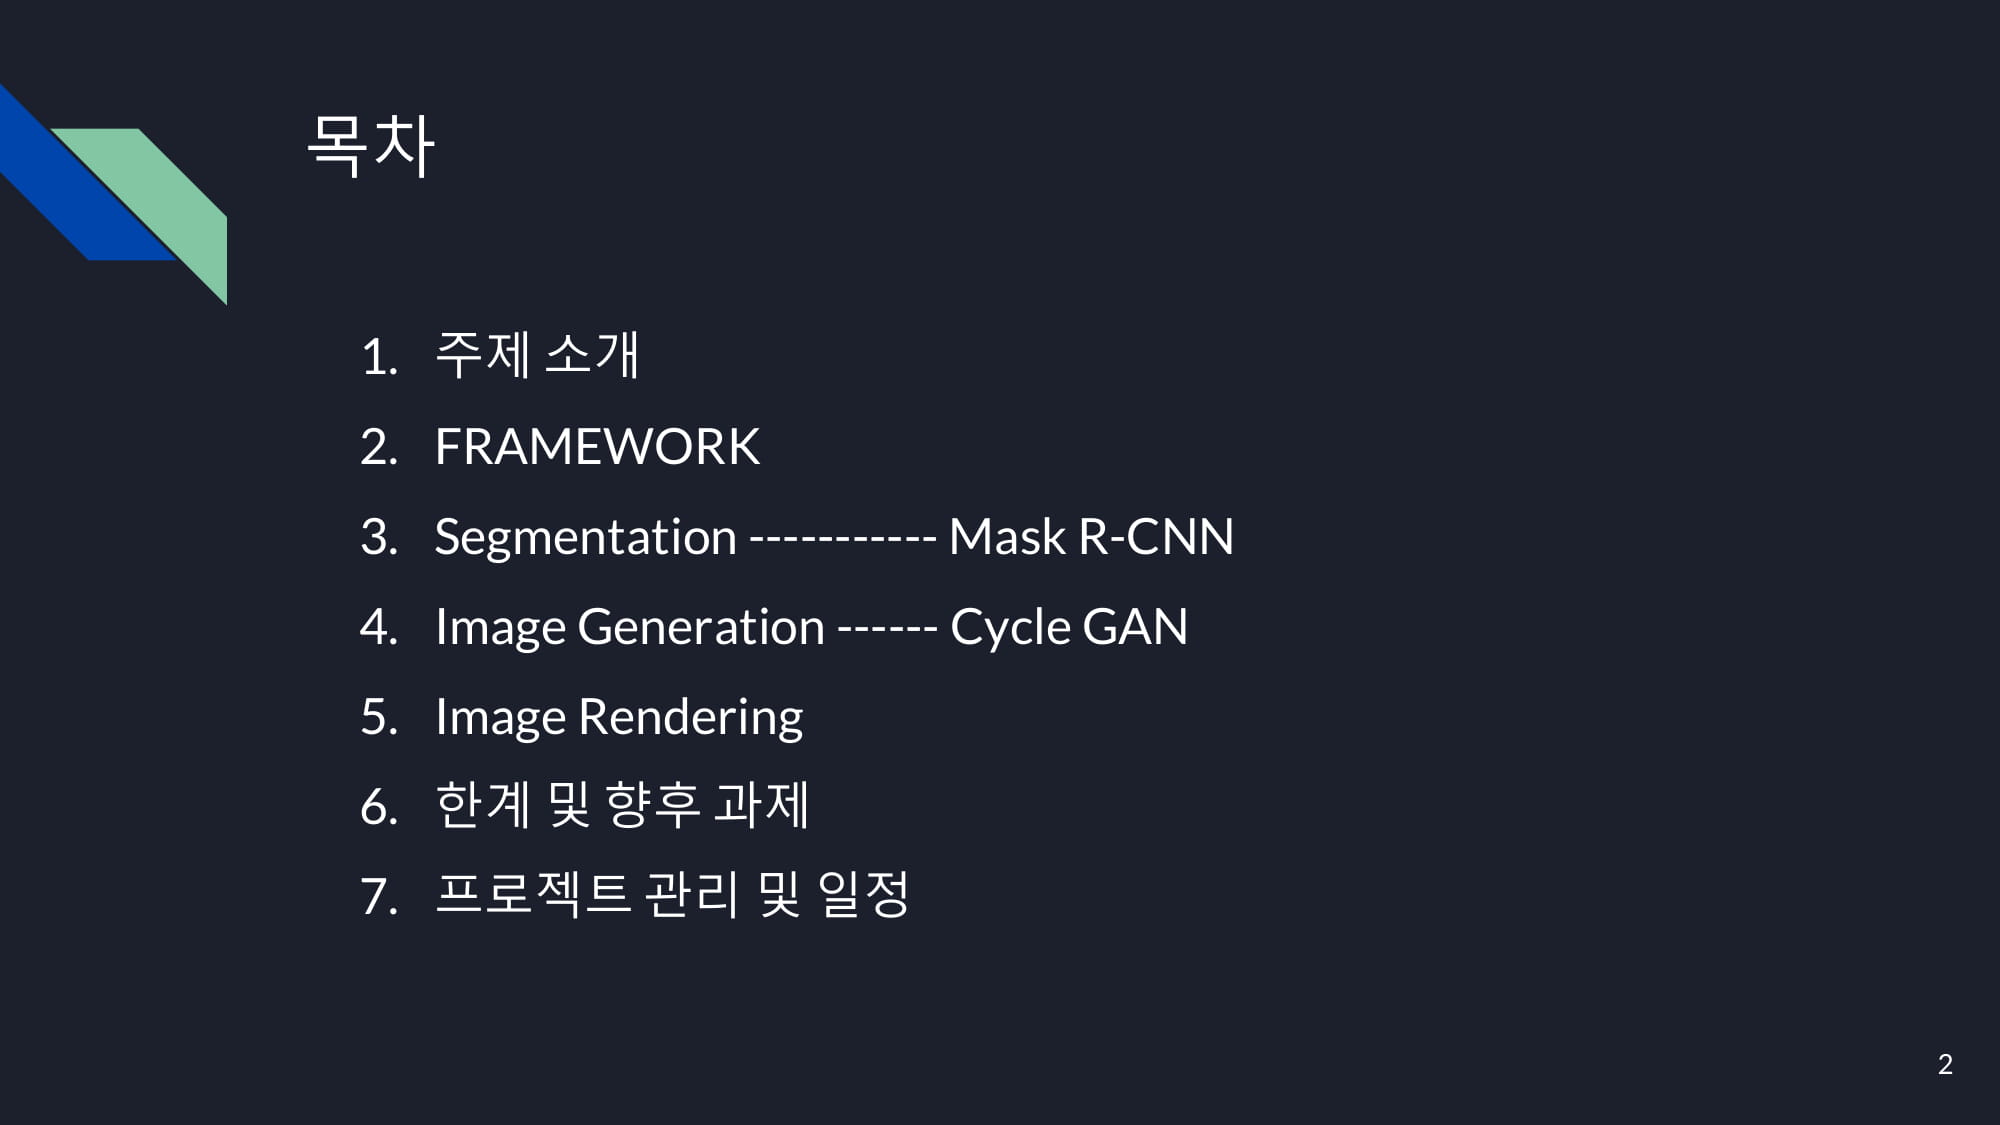 목차
1. 주제 소개
2. FRAMEWORK
3. Segmentation ----------- Mask R-CNN
4. Image Generation ------ Cycle GAN
5. Image Rendering
6. 한계 및 향후 과제
7. 프로젝트 관리 및 일정
2